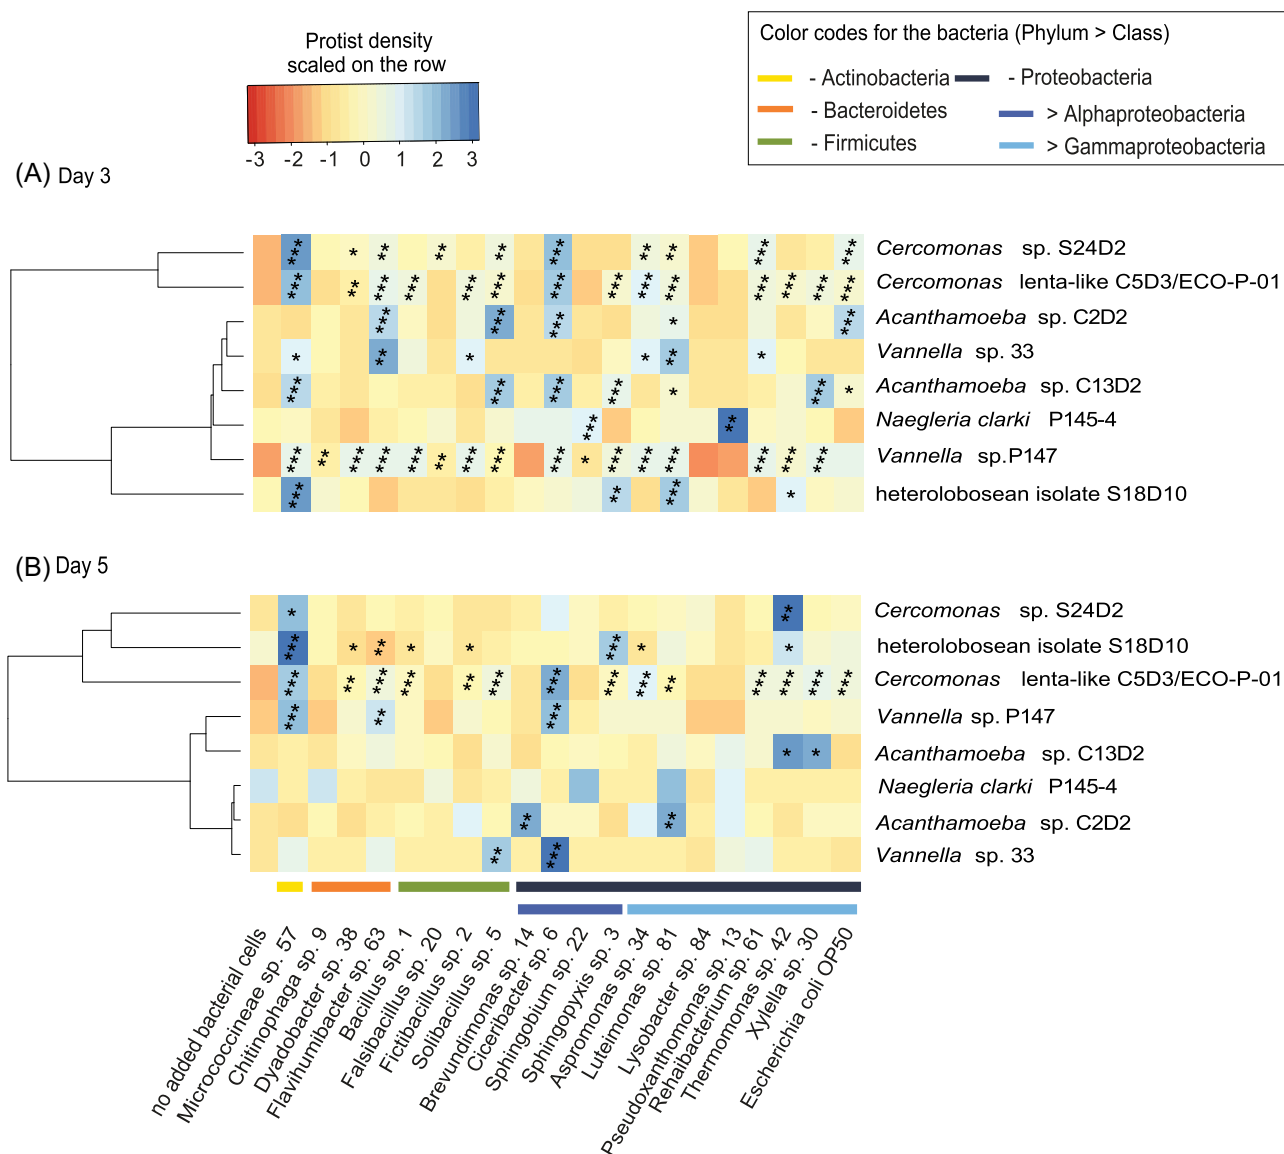 Protist density
scaled on the row
-3 -2 -1 0 1 2 3
Color codes for the bacteria (Phylum > Class)
- Actinobacteria
- Proteobacteria
- Bacteroidetes
> Alphaproteobacteria
- Firmicutes
> Gammaproteobacteria
(A) Day 3
Cercomonas sp. S24D2
Cercomonas lenta-like C5D3/ECO-P-01
Acanthamoeba sp. C2D2
Vannella sp. 33
Acanthamoeba sp. C13D2
Naegleria clarki P145-4
Vannella sp.P147
heterolobosean isolate S18D10
(B) Day 5
Cercomonas sp. S24D2
heterolobosean isolate S18D10
Cercomonas lenta-like C5D3/ECO-P-01
Vannella sp. P147
Acanthamoeba sp. C13D2
Naegleria clarki P145-4
Acanthamoeba sp. C2D2
Vannella sp. 33
no added bacterial cells
Micrococcineae sp. 57
Chitinophaga sp. 9
Dyadobacter sp. 38
Flavihumibacter sp. 63
Bacillus sp. 1
Falsibacillus sp. 20
Fictibacillus sp. 2
Solibacillus sp. 5
Brevundimonas sp. 14
Ciceribacter sp. 6
Sphingobium sp. 22
Sphingopyxis sp. 3
Aspromonas sp. 34
Luteimonas sp. 81
Lysobacter sp. 84
Pseudoxanthomonas sp. 13
Rehaibacterium sp. 61
Thermomonas sp. 42
Xylella sp. 30
Escherichia coli OP50